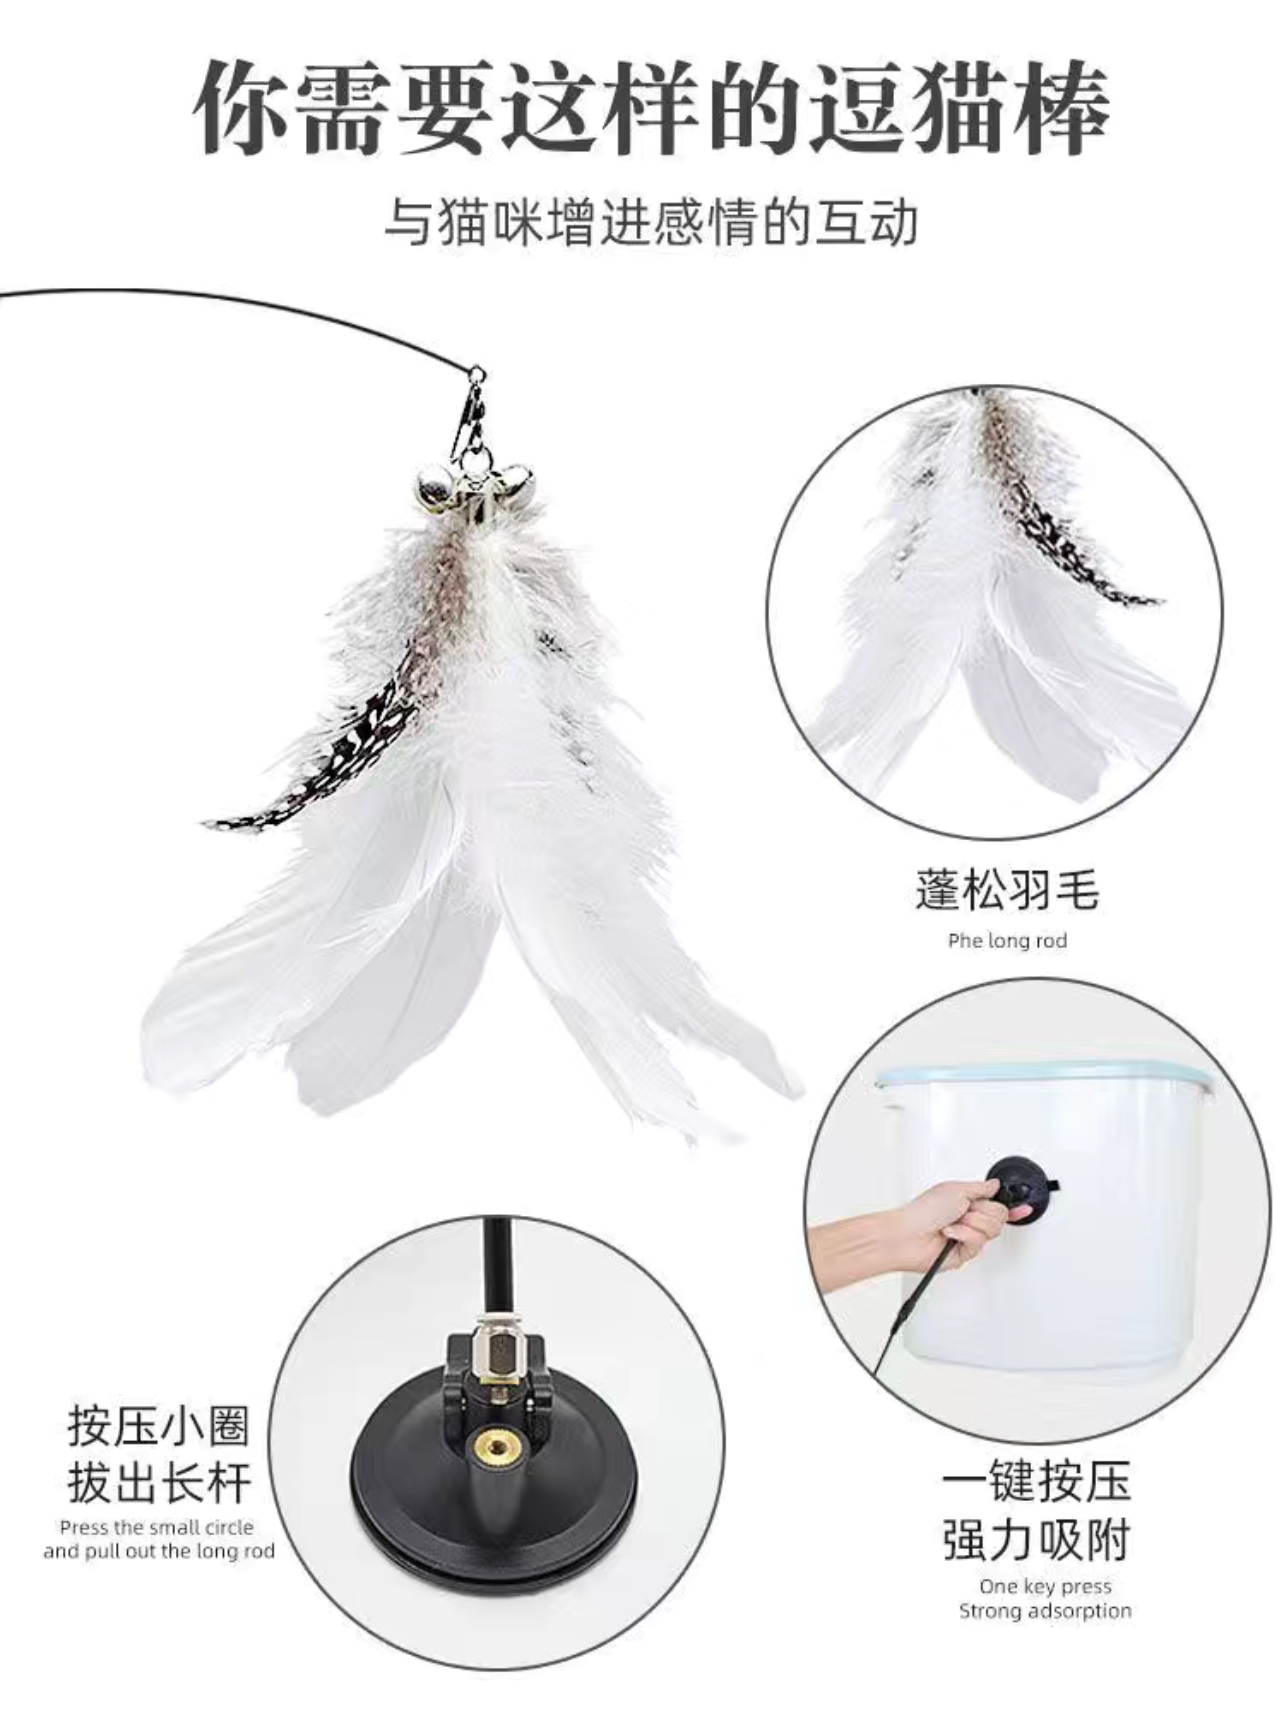 你需要这样的逗猫棒
与猫咪增进感情的互动
蓬松羽毛
Phe long rod
按压小圈
拔出长杆
Press the small circle
and pull out the long rod
一键按压
强力吸附
One key press
Strong adsorption